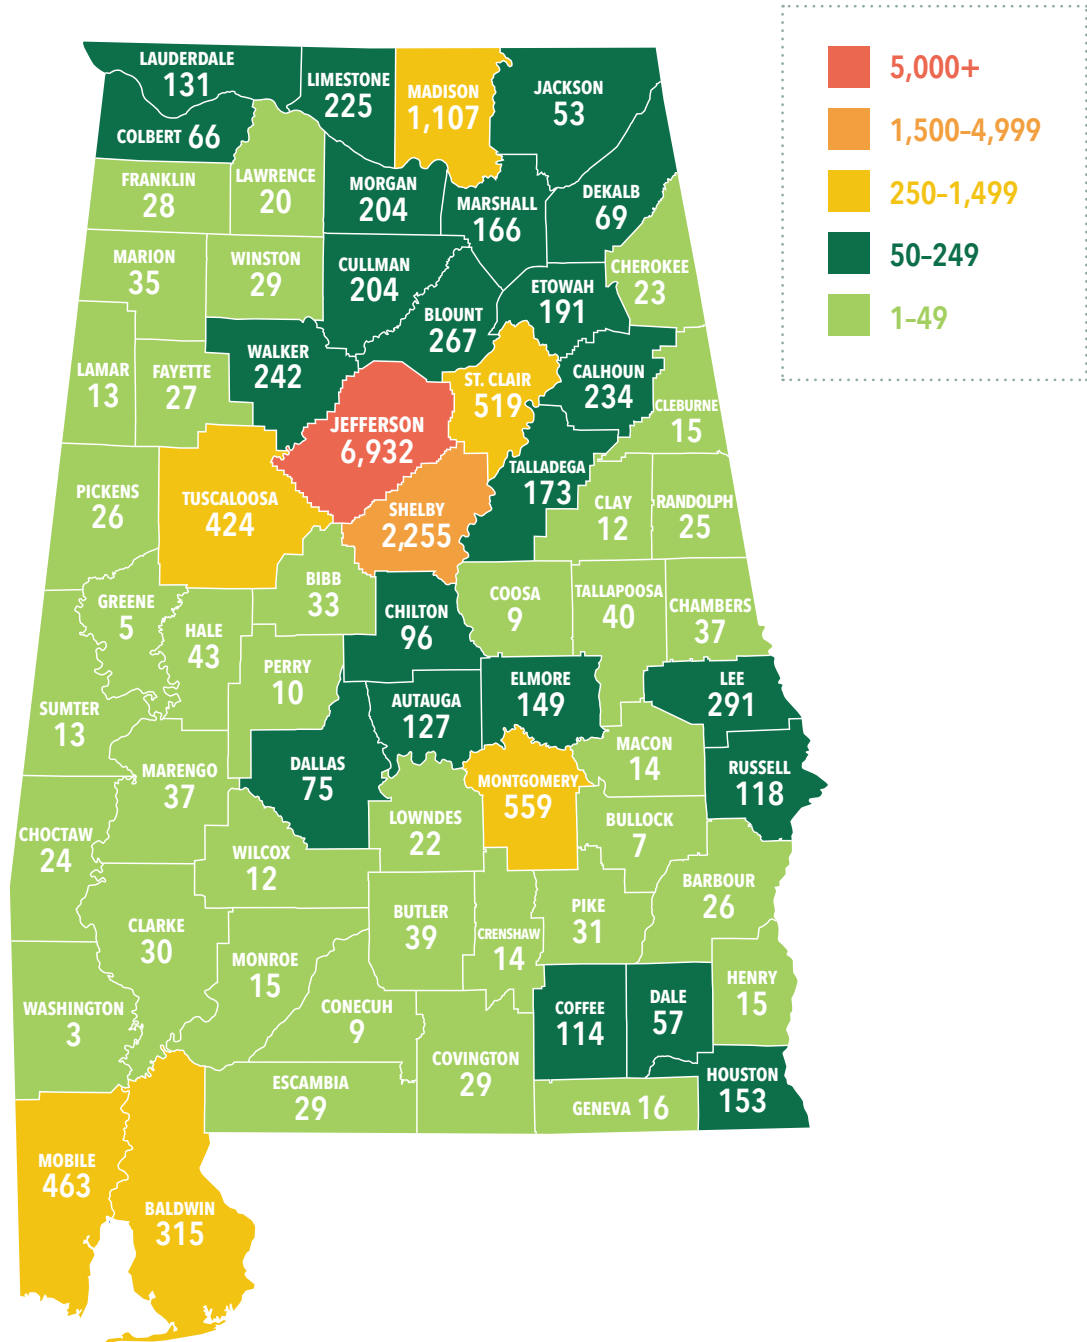 5,000+
1,500–4,999
250–1,499
50–249
1–49
LAUDERDALE
131
LIMESTONE
225
MADISON
1,107
JACKSON
53
COLBERT 66
FRANKLIN
28
LAWRENCE
20
MORGAN
204
MARSHALL
166
DEKALB
69
MARION
35
WINSTON
29
CULLMAN
204
CHEROKEE
23
ETOWAH
191
BLOUNT
267
WALKER
242
LAMAR
13
FAYETTE
27
ST. CLAIR
519
CALHOUN
234
CLEBURNE
15
JEFFERSON
6,932
TALLADEGA
173
PICKENS
26
TUSCALOOSA
424
SHELBY
2,255
CLAY
12
RANDOLPH
25
BIBB
33
GREENE
5
HALE
43
CHILTON
96
COOSA
9
TALLAPOOSA
40
CHAMBERS
37
PERRY
10
SUMTER
13
AUTAUGA
127
ELMORE
149
LEE
291
MACON
14
RUSSELL
118
MARENGO
37
DALLAS
75
MONTGOMERY
559
LOWNDES
22
BULLOCK
7
CHOCTAW
24
WILCOX
12
BARBOUR
26
CLARKE
30
BUTLER
39
CRENSHAW
14
PIKE
31
MONROE
15
HENRY
15
WASHINGTON
3
CONECUH
9
COFFEE
114
DALE
57
COVINGTON
29
ESCAMBIA
29
GENEVA 16
HOUSTON
153
MOBILE
463
BALDWIN
315